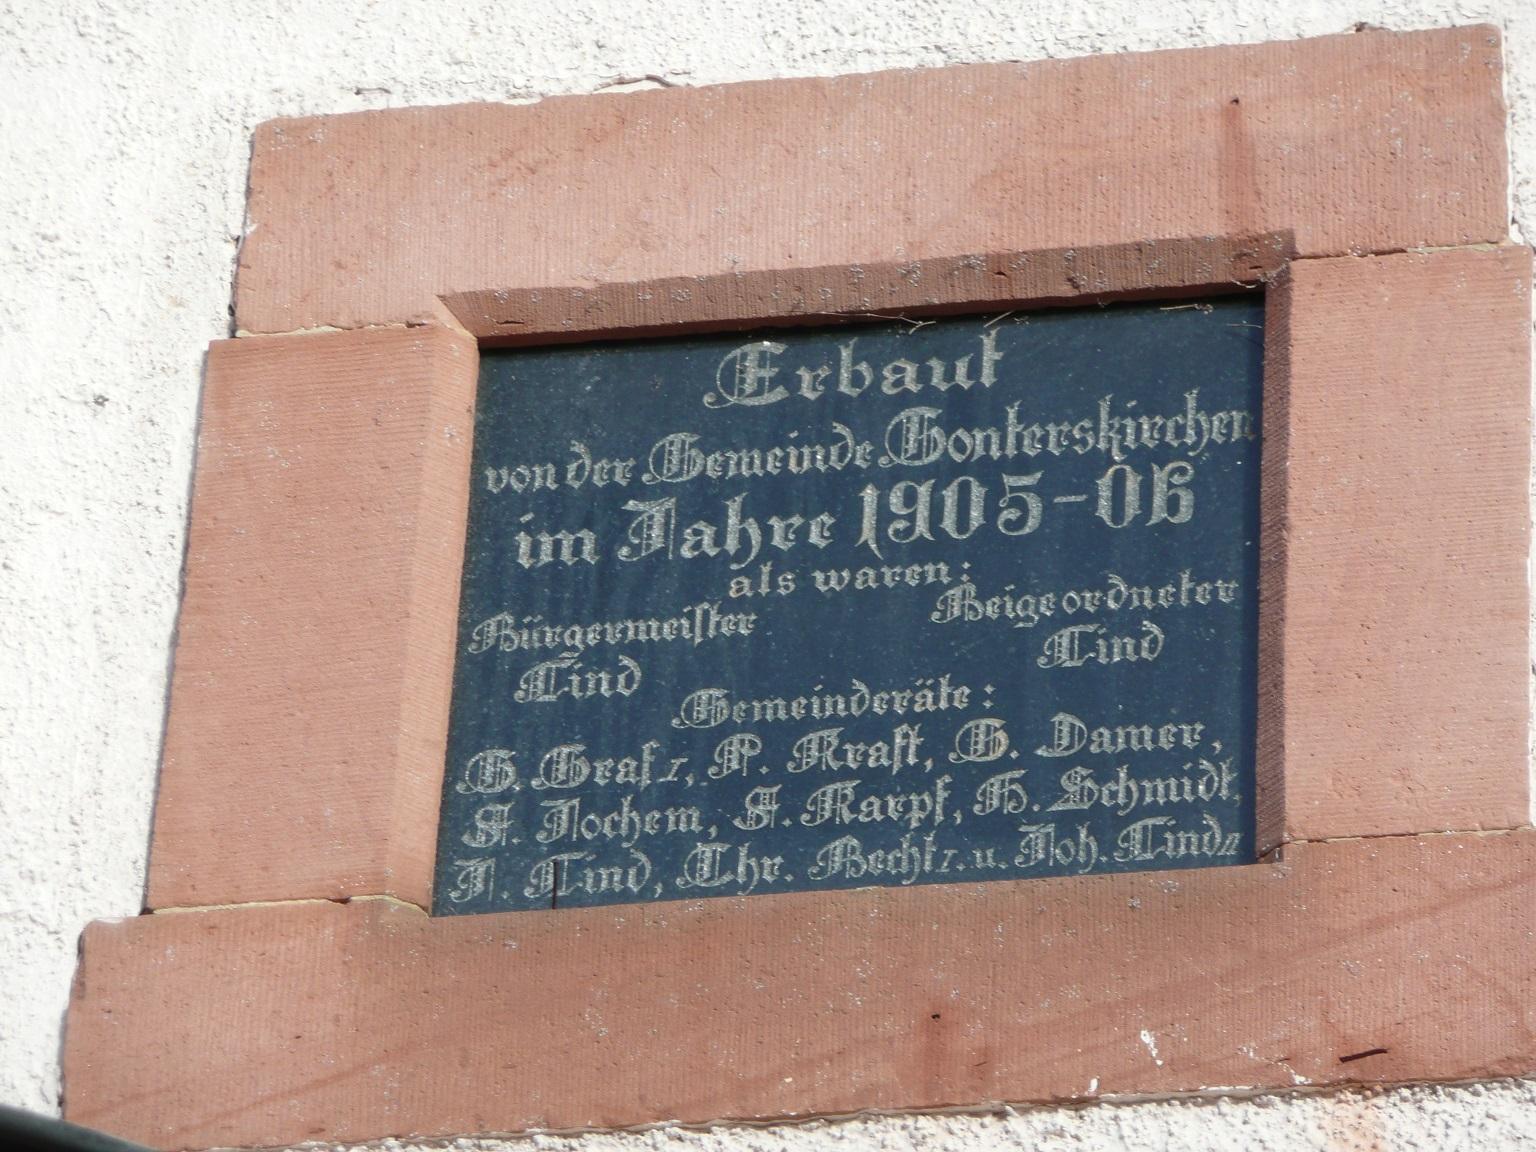 Erbaut
von der Gemeinde Gonterskirchen
im Jahre 1905-06
als waren:
Bürgermeiſter Beigeordneter
Lind Lind
Gemeinderäte:
G. Graf I, P. Kraft, G. Damer,
F. Jochem, F. Karpf, H. Schmidt,
J. Lind, Chr. Becht I. u. Joh. Lind II